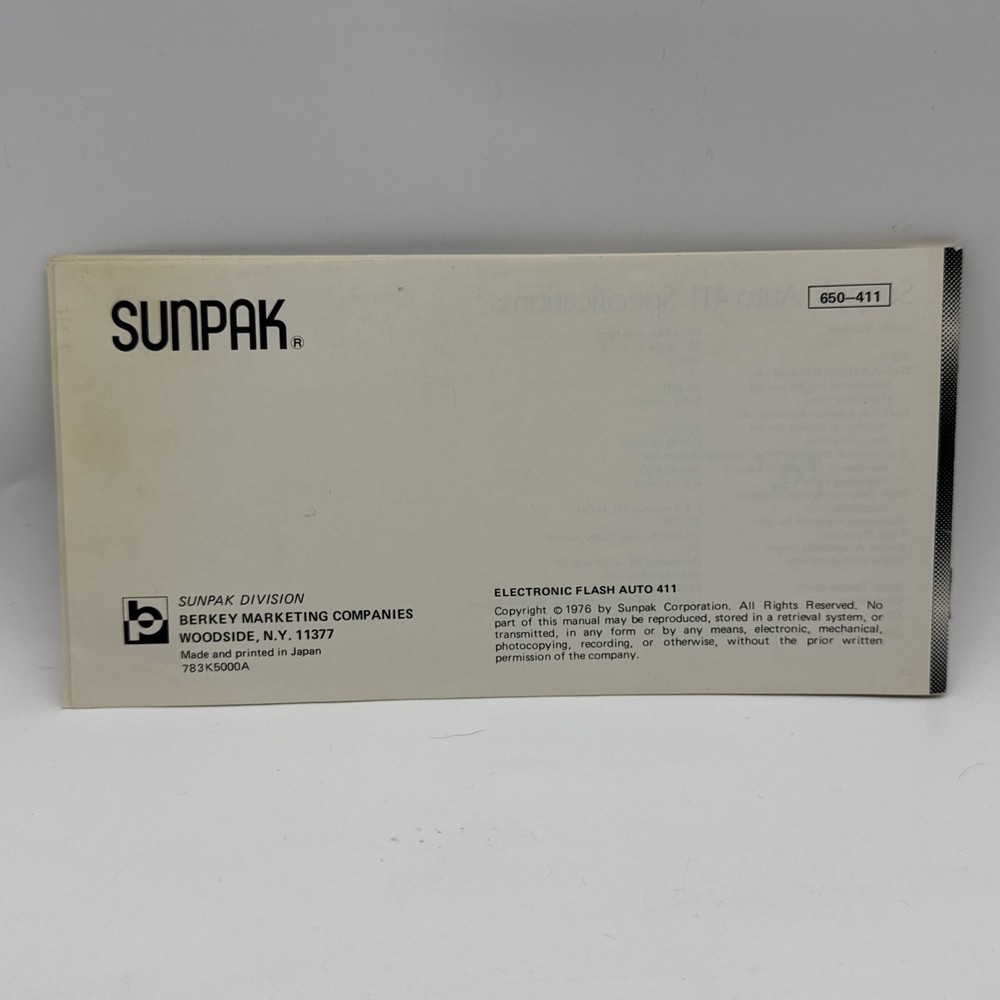 SUNPAK®
650–411
SUNPAK DIVISION
BERKEY MARKETING COMPANIES
WOODSIDE, N.Y. 11377
Made and printed in Japan
783K5000A
ELECTRONIC FLASH AUTO 411
Copyright © 1976 by Sunpak Corporation. All Rights Reserved. No
part of this manual may be reproduced, stored in a retrieval system, or
transmitted, in any form or by any means, electronic, mechanical,
photocopying, recording, or otherwise, without the prior written
permission of the company.